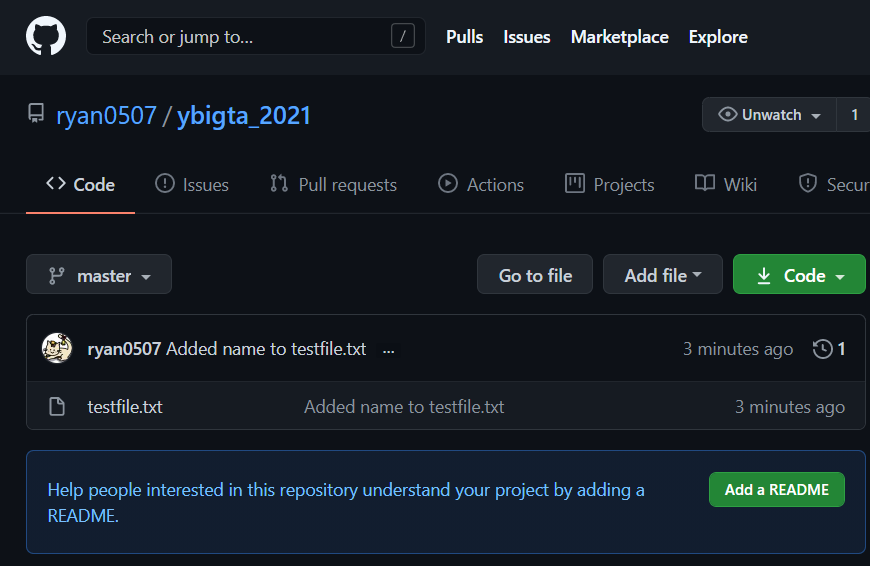 Search or jump to... /
Pulls Issues Marketplace Explore
ryan0507 / ybigta_2021
Unwatch 1
Code Issues Pull requests Actions Projects Wiki Secur
master Go to file Add file Code
ryan0507 Added name to testfile.txt ... 3 minutes ago 1
testfile.txt Added name to testfile.txt 3 minutes ago
Help people interested in this repository understand your project by adding a
README.
Add a README